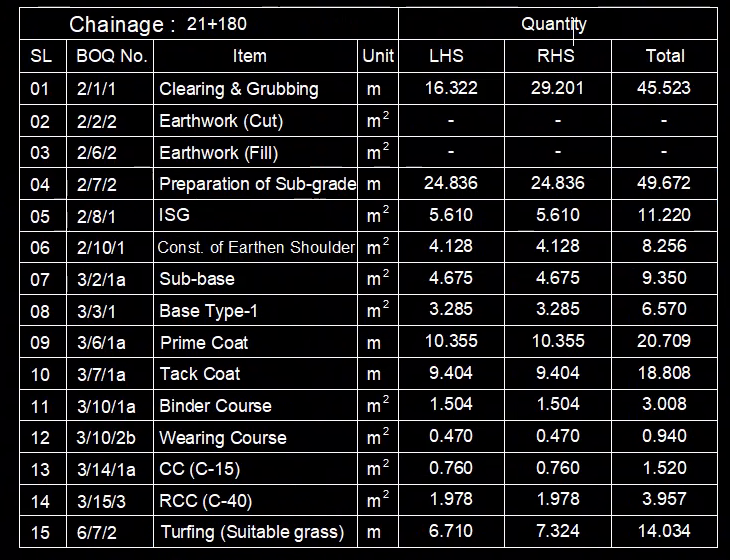 Chainage : 21+180 Quantity
SL BOQ No. Item Unit LHS RHS Total
01 2/1/1 Clearing & Grubbing m 16.322 29.201 45.523
02 2/2/2 Earthwork (Cut) m² - - -
03 2/6/2 Earthwork (Fill) m² - - -
04 2/7/2 Preparation of Sub-grade m 24.836 24.836 49.672
05 2/8/1 ISG m² 5.610 5.610 11.220
06 2/10/1 Const. of Earthen Shoulder m² 4.128 4.128 8.256
07 3/2/1a Sub-base m² 4.675 4.675 9.350
08 3/3/1 Base Type-1 m² 3.285 3.285 6.570
09 3/6/1a Prime Coat m 10.355 10.355 20.709
10 3/7/1a Tack Coat m 9.404 9.404 18.808
11 3/10/1a Binder Course m² 1.504 1.504 3.008
12 3/10/2b Wearing Course m² 0.470 0.470 0.940
13 3/14/1a CC (C-15) m² 0.760 0.760 1.520
14 3/15/3 RCC (C-40) m² 1.978 1.978 3.957
15 6/7/2 Turfing (Suitable grass) m 6.710 7.324 14.034